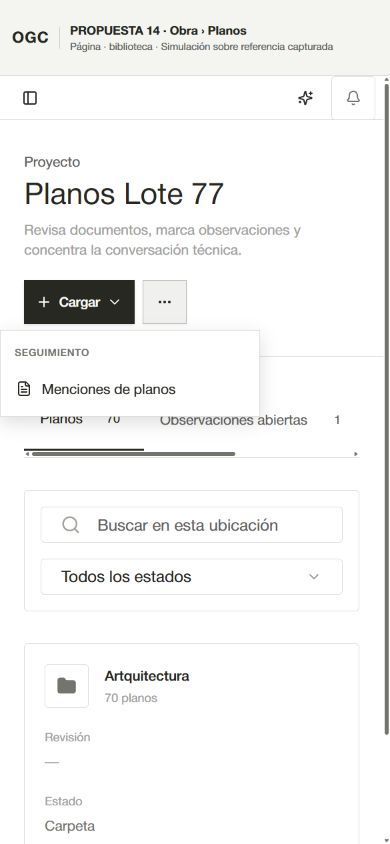 OGC
PROPUESTA 14 · Obra › Planos
Página · biblioteca · Simulación sobre referencia capturada
Proyecto
Planos Lote 77
Revisa documentos, marca observaciones y
concentra la conversación técnica.
Cargar
SEGUIMIENTO
Menciones de planos
Planos 70 Observaciones abiertas 1
Buscar en esta ubicación
Todos los estados
Artquitectura
70 planos
Revisión
—
Estado
Carpeta